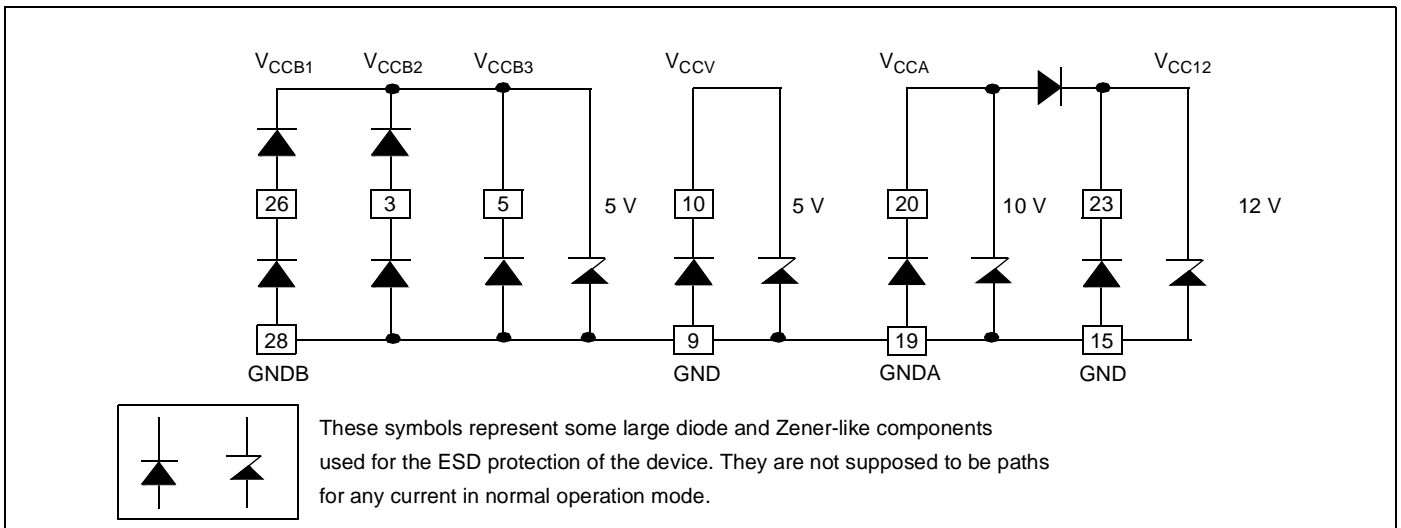 VCCB1 VCCB2 VCCB3 VCCV VCCA VCC12
26 3 5 5 V 10 5 V 20 10 V 23 12 V
28 9 19 15
GNDB GND GNDA GND
These symbols represent some large diode and Zener-like components
used for the ESD protection of the device. They are not supposed to be paths
for any current in normal operation mode.